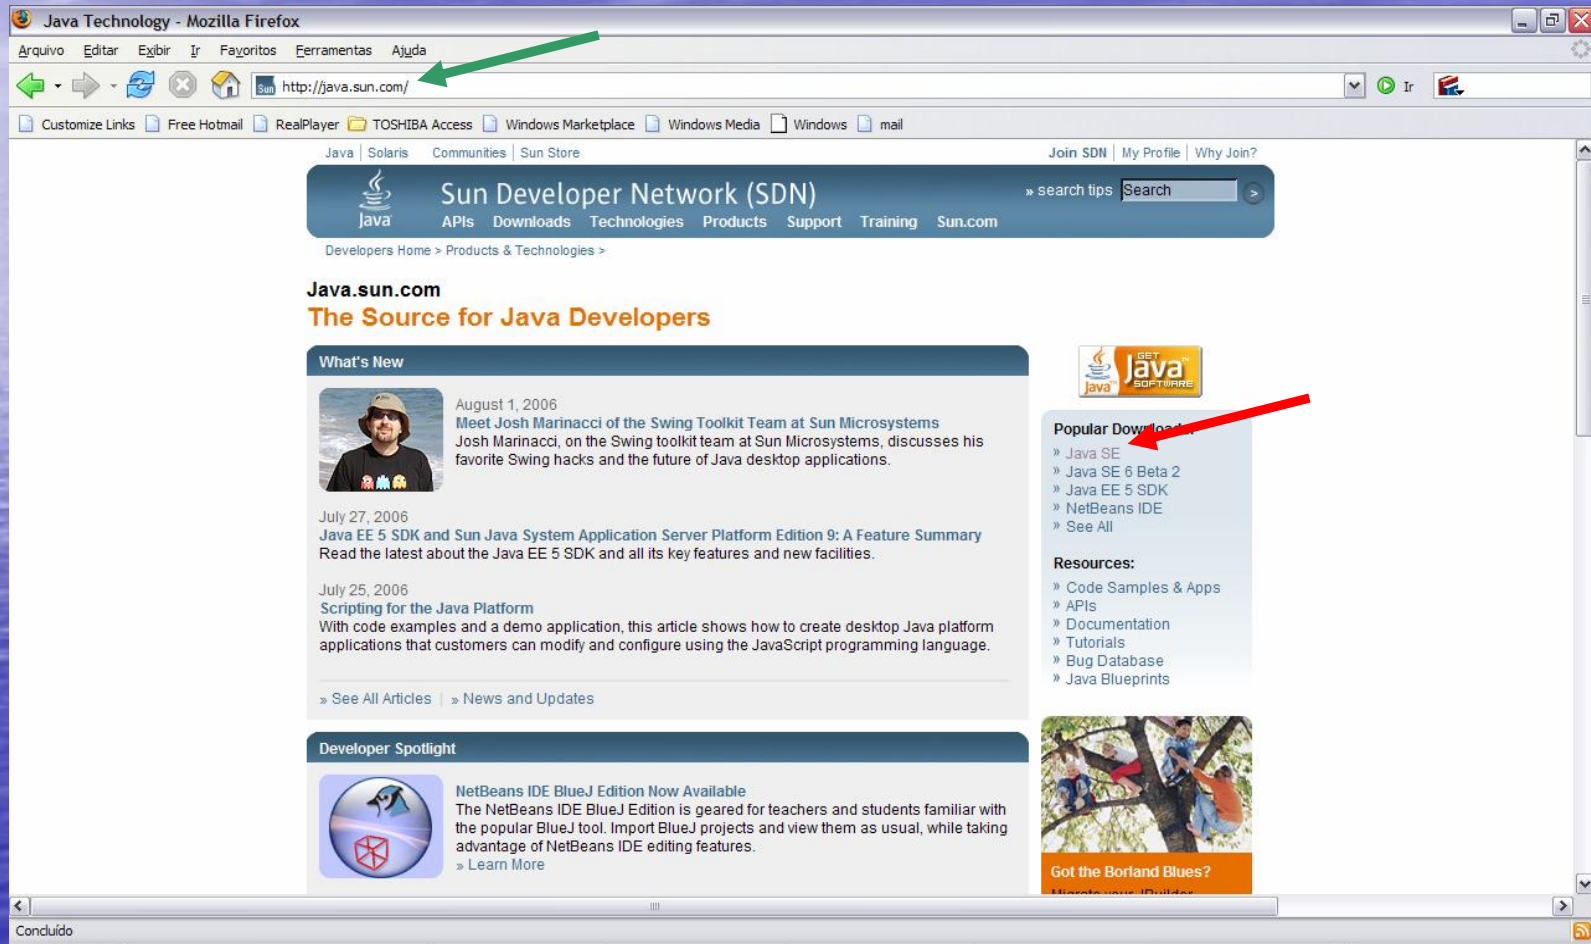 Java Technology - Mozilla Firefox
Arquivo Editar Exibir Ir Favoritos Ferramentas Ajuda
Sun http://java.sun.com/ Ir
Customize Links Free Hotmail RealPlayer TOSHIBA Access Windows Marketplace Windows Media Windows mail
Java | Solaris Communities | Sun Store Join SDN | My Profile | Why Join?
Java Sun Developer Network (SDN) » search tips Search >
APIs Downloads Technologies Products Support Training Sun.com
Developers Home > Products & Technologies >
Java.sun.com
The Source for Java Developers
What's New
August 1, 2006
Meet Josh Marinacci of the Swing Toolkit Team at Sun Microsystems
Josh Marinacci, on the Swing toolkit team at Sun Microsystems, discusses his
favorite Swing hacks and the future of Java desktop applications.
July 27, 2006
Java EE 5 SDK and Sun Java System Application Server Platform Edition 9: A Feature Summary
Read the latest about the Java EE 5 SDK and all its key features and new facilities.
July 25, 2006
Scripting for the Java Platform
With code examples and a demo application, this article shows how to create desktop Java platform
applications that customers can modify and configure using the JavaScript programming language.
» See All Articles | » News and Updates
Developer Spotlight
NetBeans IDE BlueJ Edition Now Available
The NetBeans IDE BlueJ Edition is geared for teachers and students familiar with
the popular BlueJ tool. Import BlueJ projects and view them as usual, while taking
advantage of NetBeans IDE editing features.
» Learn More
Java™ GET Java™ SOFTWARE
Popular Downloads:
» Java SE
» Java SE 6 Beta 2
» Java EE 5 SDK
» NetBeans IDE
» See All
Resources:
» Code Samples & Apps
» APIs
» Documentation
» Tutorials
» Bug Database
» Java Blueprints
Got the Borland Blues?
Migrate your JBuilder
Concluído